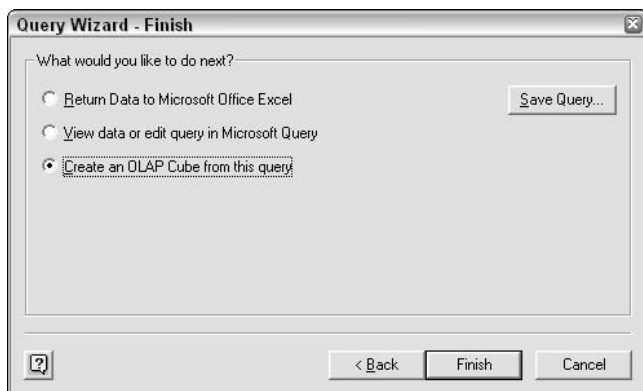 Query Wizard - Finish
What would you like to do next?
Return Data to Microsoft Office Excel
Save Query...
View data or edit query in Microsoft Query
Create an OLAP Cube from this query
?
< Back
Finish
Cancel